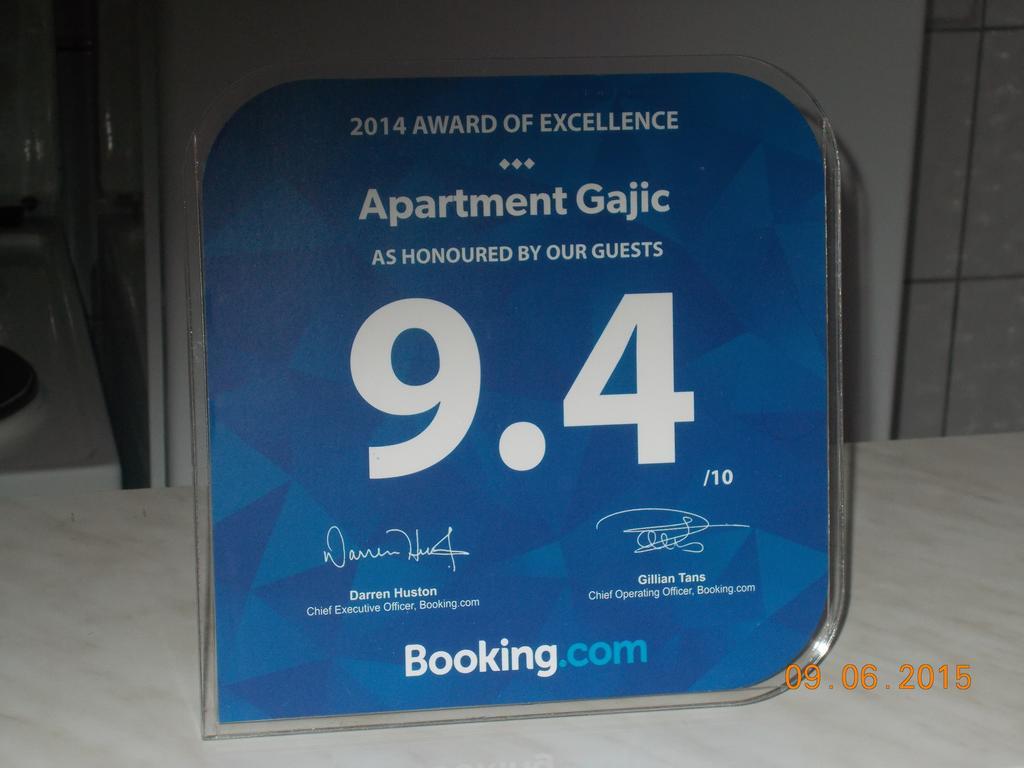 2014 AWARD OF EXCELLENCE
Apartment Gajic
AS HONOURED BY OUR GUESTS
9.4
/10
Darren Huston
Chief Executive Officer, Booking.com
Gillian Tans
Chief Operating Officer, Booking.com
Booking.com
09.06.2015